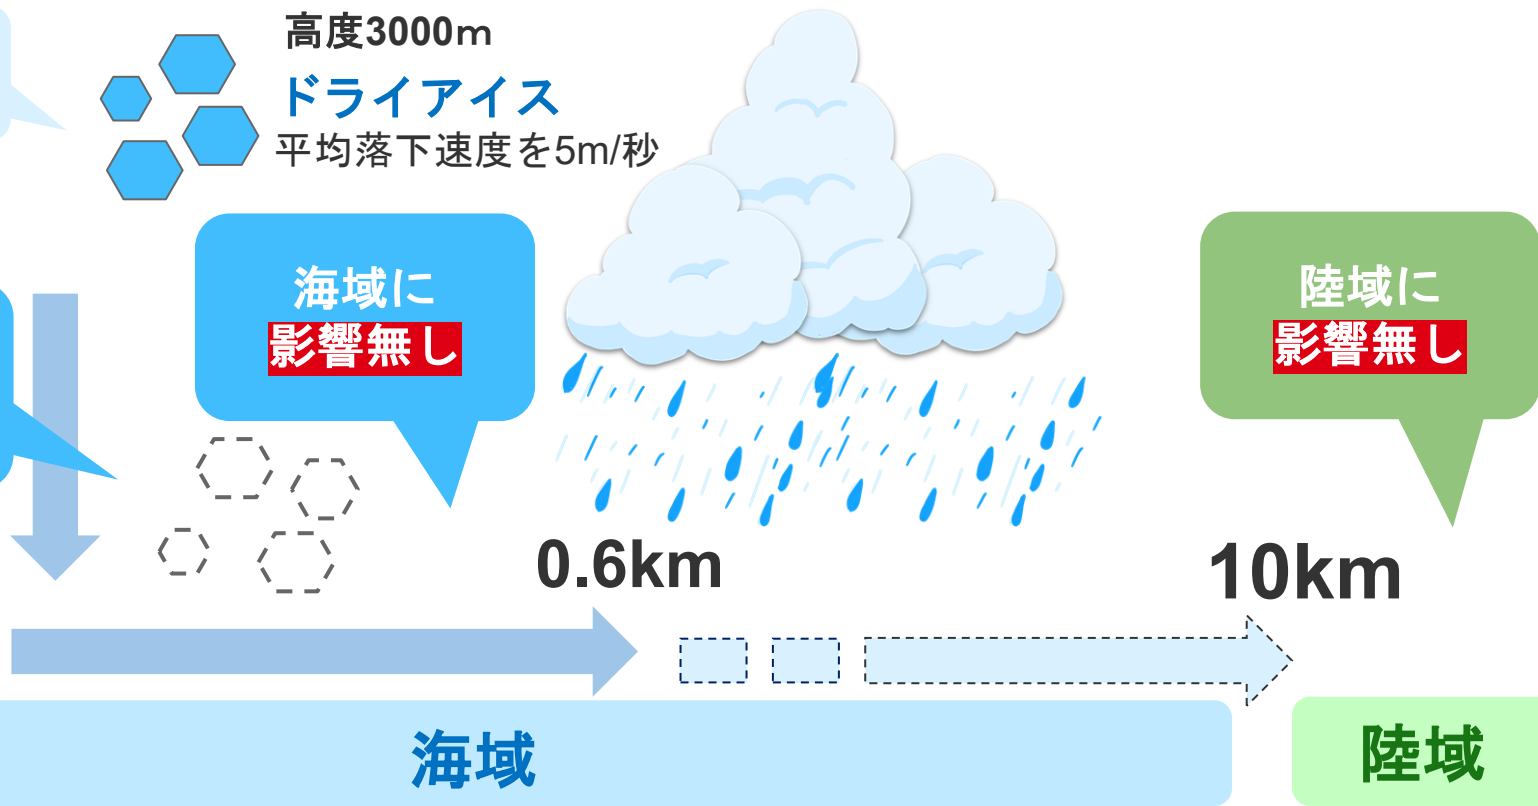 高度3000m
ドライアイス
平均落下速度を5m/秒
海域に
影響無し
陸域に
影響無し
0.6km
10km
海域
陸域